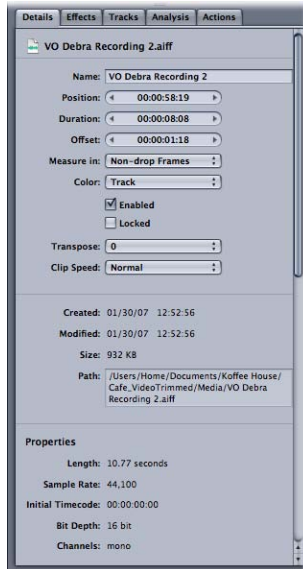 Details Effects Tracks Analysis Actions
VO Debra Recording 2.aiff
Name: VO Debra Recording 2
Position: 00:00:58:19
Duration: 00:00:08:08
Offset: 00:00:01:18
Measure in: Non-drop Frames
Color: Track
Enabled
Locked
Transpose: 0
Clip Speed: Normal
Created: 01/30/07 12:52:56
Modified: 01/30/07 12:52:56
Size: 932 KB
Path: /Users/Home/Documents/Koffee House/
Cafe_VideoTrimmed/Media/VO Debra
Recording 2.aiff
Properties
Length: 10.77 seconds
Sample Rate: 44,100
Initial Timecode: 00:00:00:00
Bit Depth: 16 bit
Channels: mono